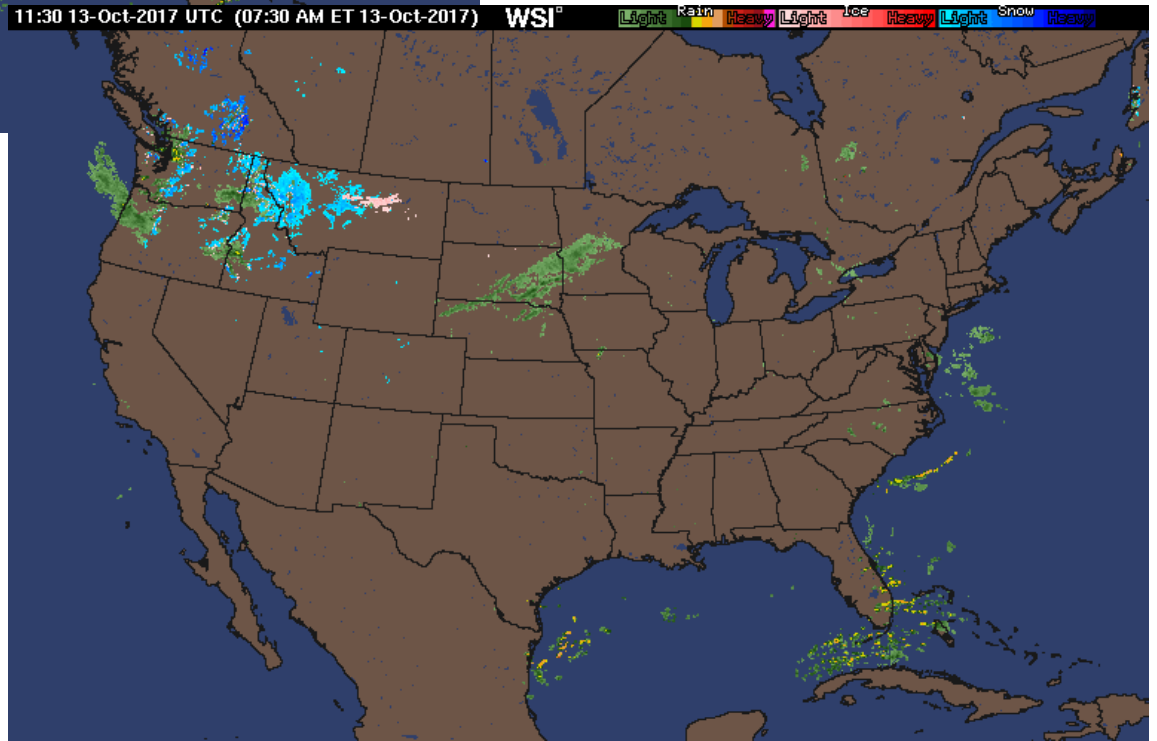 11:30 13-Oct-2017 UTC (07:30 AM ET 13-Oct-2017) WSI
Rain Ice Snow
Light Heavy Light Heavy Light Heavy